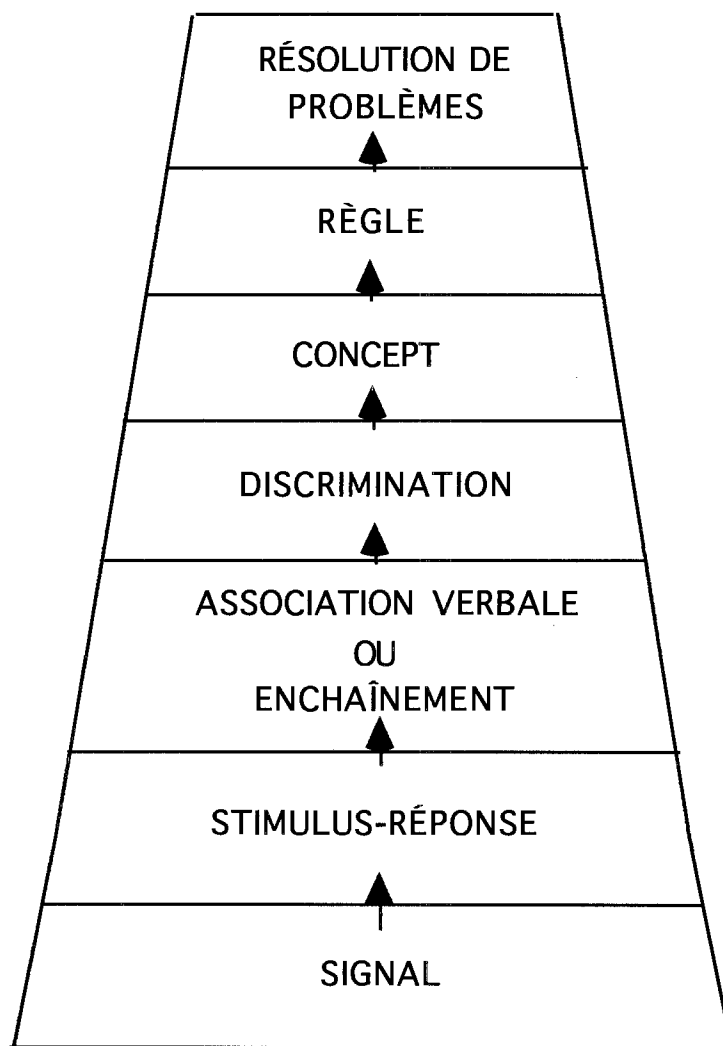 RÉSOLUTION DE
PROBLÈMES
RÈGLE
CONCEPT
DISCRIMINATION
ASSOCIATION VERBALE
OU
ENCHAÎNEMENT
STIMULUS-RÉPONSE
SIGNAL